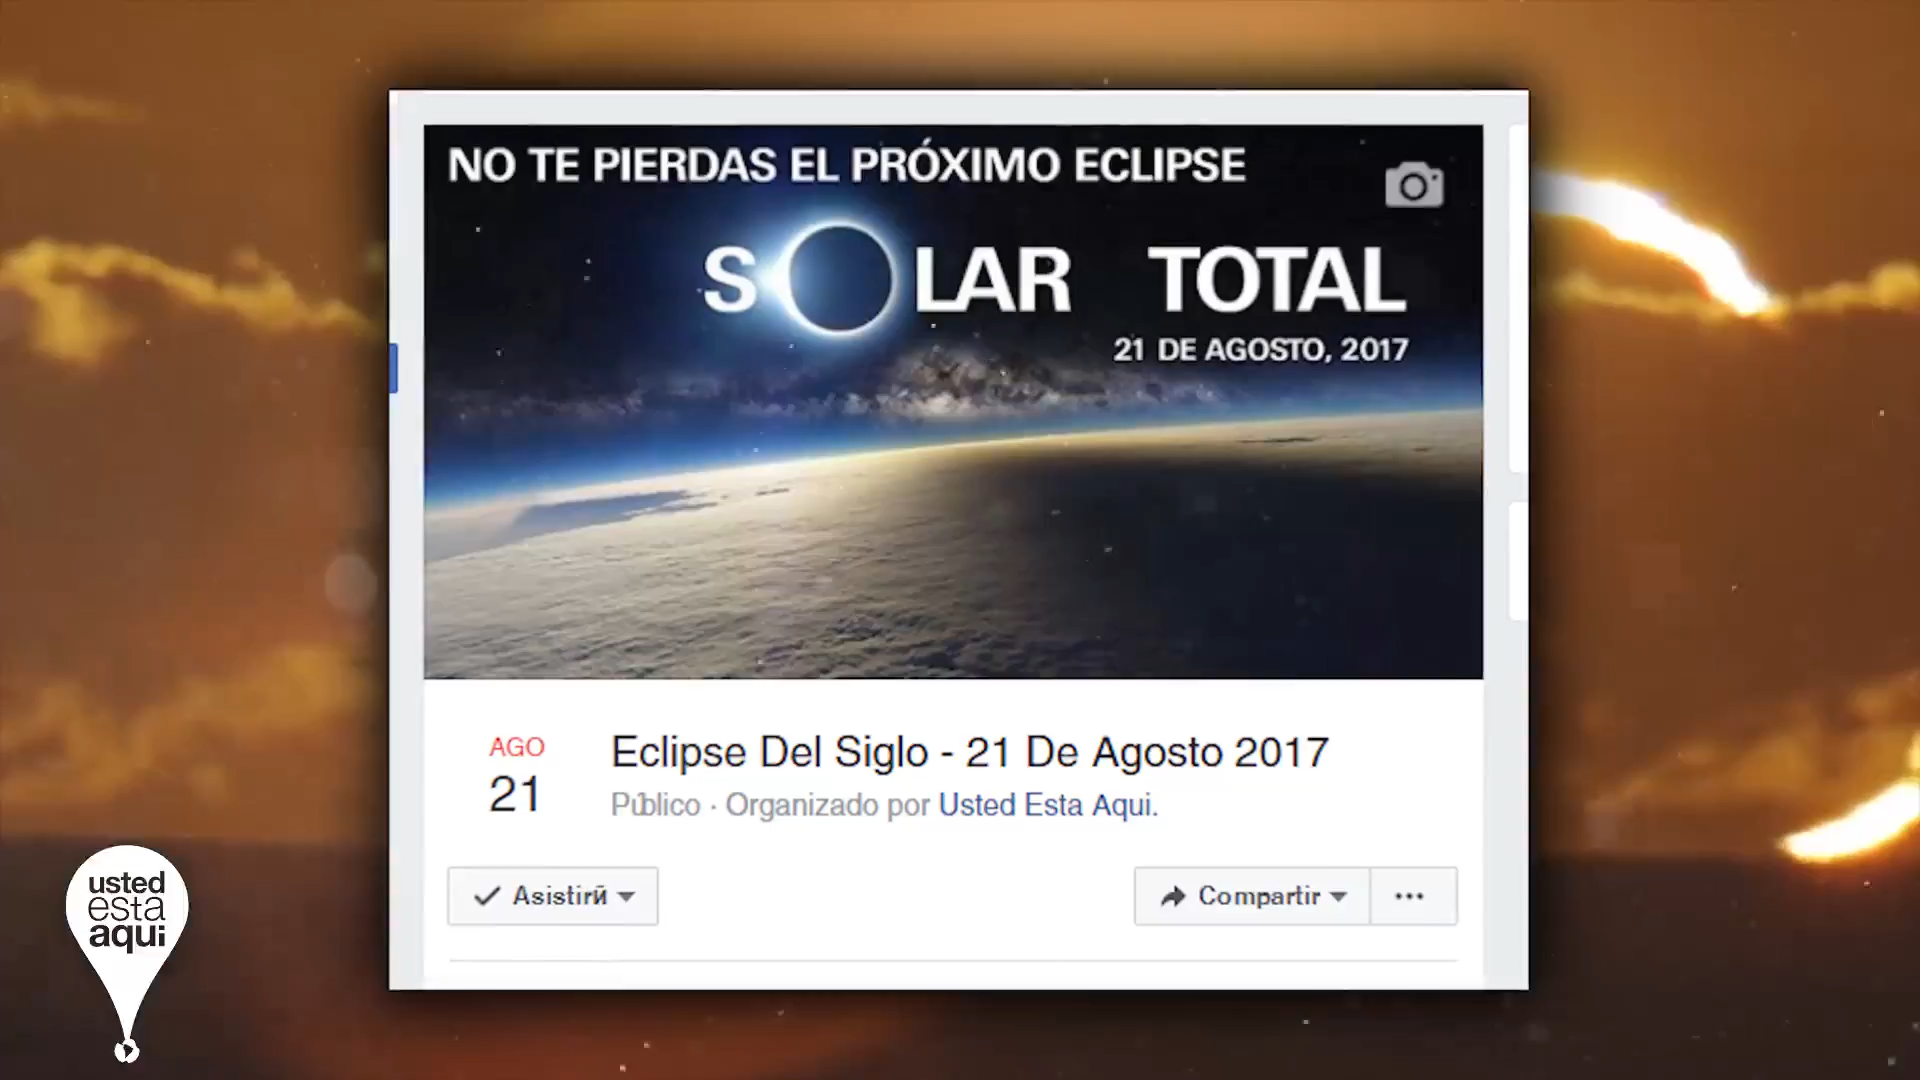 NO TE PIERDAS EL PRÓXIMO ECLIPSE
SOLAR TOTAL
21 DE AGOSTO, 2017
AGO
21
Eclipse Del Siglo - 21 De Agosto 2017
Público · Organizado por Usted Esta Aqui.
Asistiré
Compartir
usted
esta
aqui